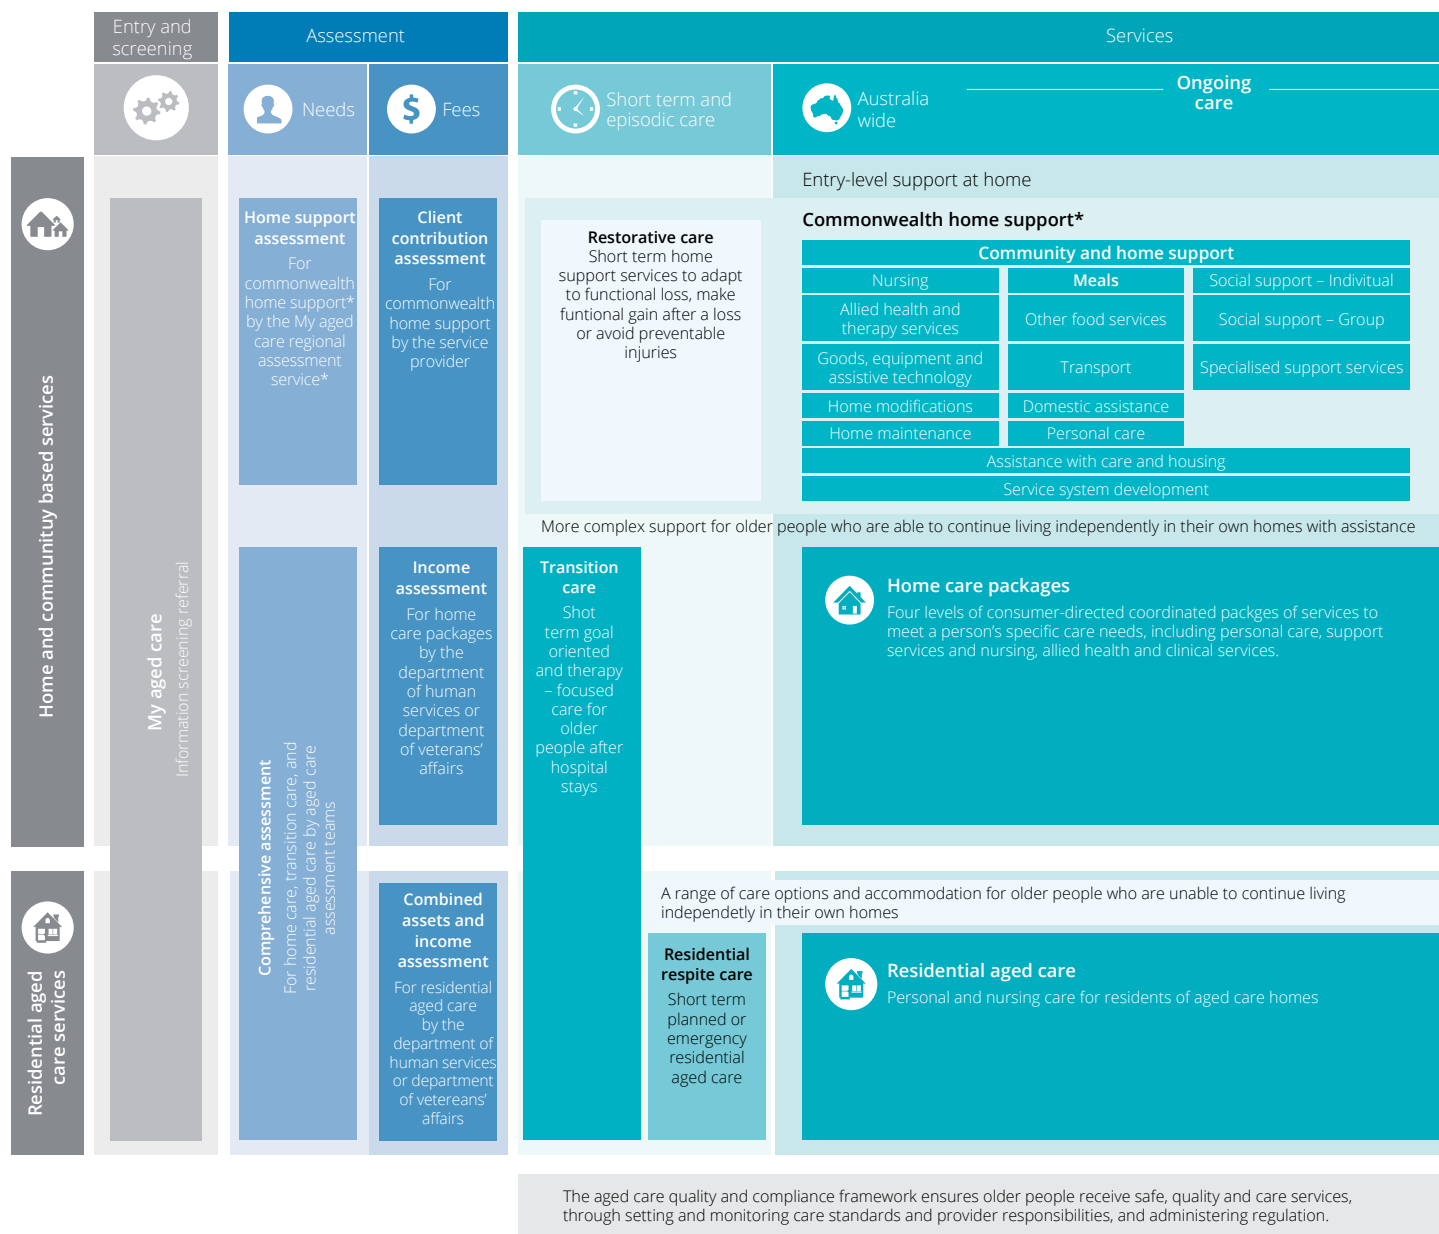 Entry and
screening
Assessment
Services
Needs
Fees
Short term and
episodic care
Australia
wide
Ongoing
care
Home and communituy based services
My aged care
Information screening referral
Home support
assessment
For
commonwealth
home support*
by the My aged
care regional
assessment
service*
Client
contribution
assessment
For
commonwealth
home support
by the service
provider
Restorative care
Short term home
support services to adapt
to functional loss, make
funtional gain after a loss
or avoid preventable
injuries
Entry-level support at home
Commonwealth home support*
Community and home support
Nursing
Meals
Social support – Indivitual
Allied health and
therapy services
Other food services
Social support – Group
Goods, equipment and
assistive technology
Transport
Specialised support services
Home modifications
Domestic assistance
Home maintenance
Personal care
Assistance with care and housing
Service system development
More complex support for older people who are able to continue living independently in their own homes with assistance
Comprehensive assessment
For home care, transition care, and
residential aged care by aged care
assessment teams
Income
assessment
For home
care packages
by the
department
of human
services or
department
of veterans’
affairs
Transition
care
Shot
term goal
oriented
and therapy
– focused
care for
older
people after
hospital
stays
Home care packages
Four levels of consumer-directed coordinated packges of services to
meet a person’s specific care needs, including personal care, support
services and nursing, allied health and clinical services.
Residential aged
care services
Combined
assets and
income
assessment
For residential
aged care
by the
department of
human services
or department
of vetereans’
affairs
A range of care options and accommodation for older people who are unable to continue living
independetly in their own homes
Residential
respite care
Short term
planned or
emergency
residential
aged care
Residential aged care
Personal and nursing care for residents of aged care homes
The aged care quality and compliance framework ensures older people receive safe, quality and care services,
through setting and monitoring care standards and provider responsibilities, and administering regulation.